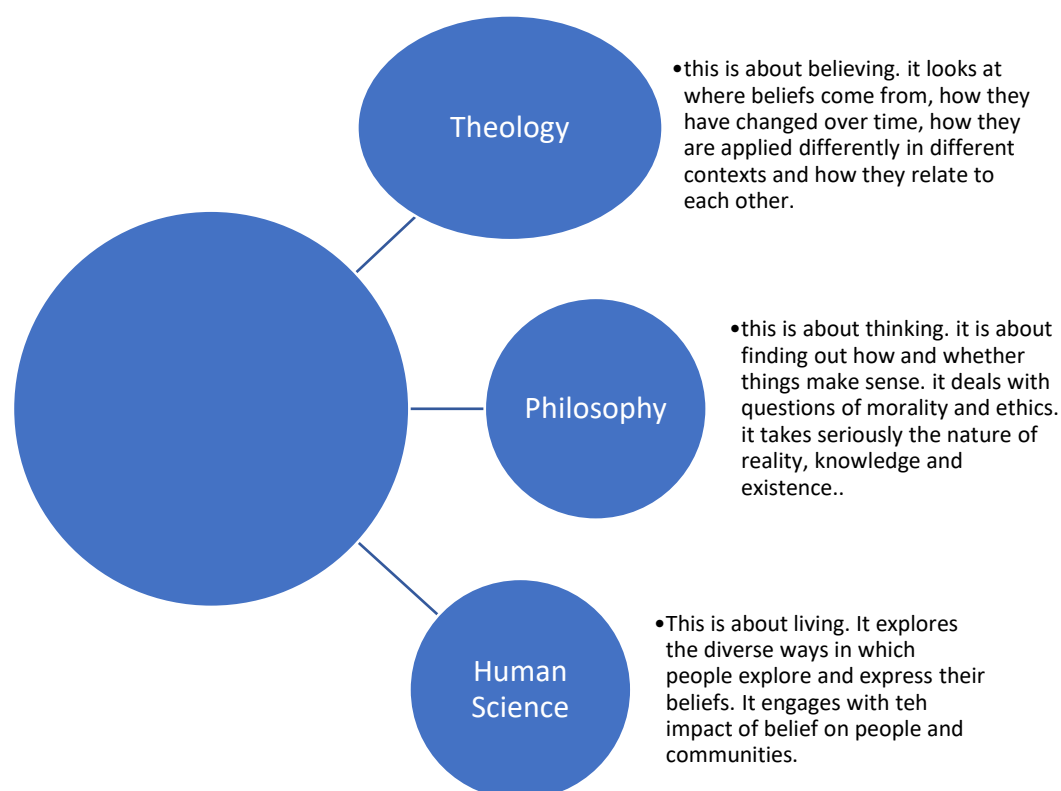 Theology
•this is about believing. it looks at
where beliefs come from, how they
have changed over time, how they
are applied differently in different
contexts and how they relate to
each other.
Philosophy
•this is about thinking. it is about
finding out how and whether
things make sense. it deals with
questions of morality and ethics.
it takes seriously the nature of
reality, knowledge and
existence..
Human
Science
•This is about living. It explores
the diverse ways in which
people explore and express their
beliefs. It engages with teh
impact of belief on people and
communities.